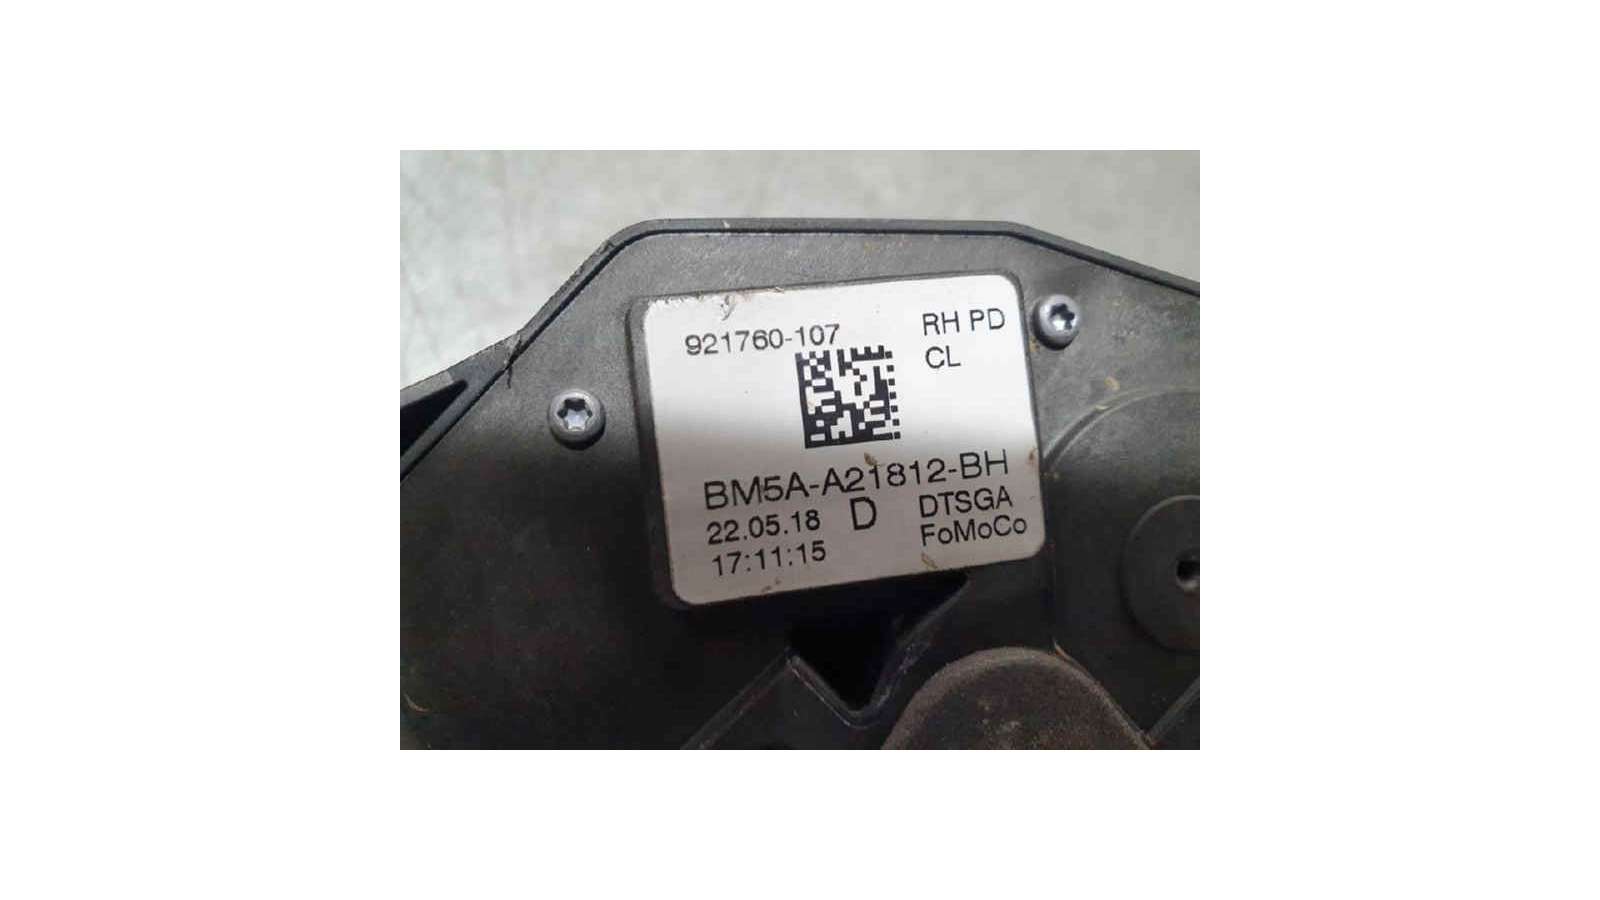 921760-107
RH PD
CL
BM5A-A21812-BH
22.05.18 D DTSGA
17:11:15 FoMoCo